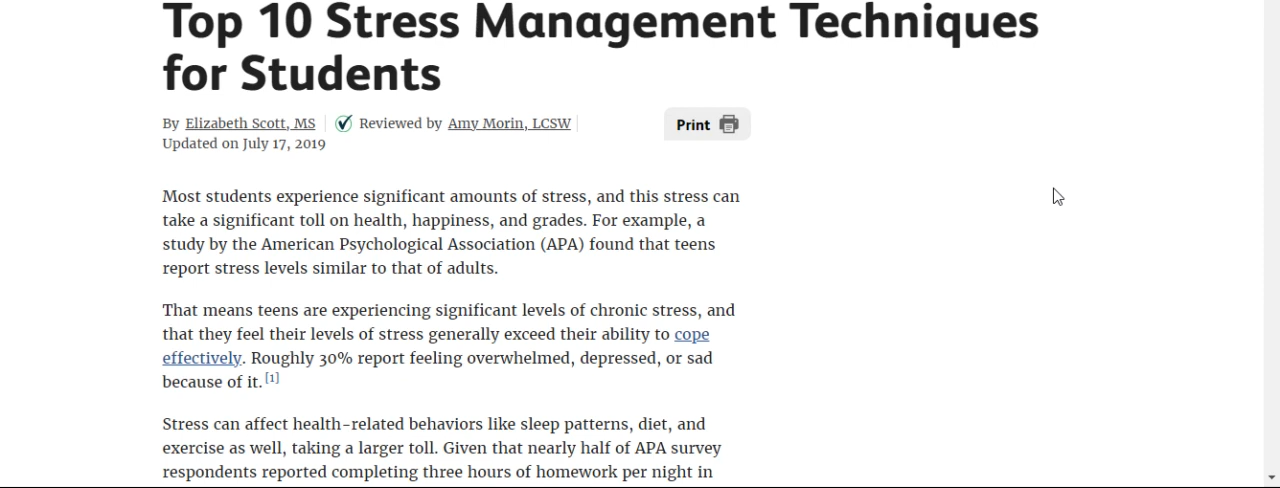 Top 10 Stress Management Techniques
for Students
By Elizabeth Scott, MS Reviewed by Amy Morin, LCSW
Print
Updated on July 17, 2019
Most students experience significant amounts of stress, and this stress can
take a significant toll on health, happiness, and grades. For example, a
study by the American Psychological Association (APA) found that teens
report stress levels similar to that of adults.
That means teens are experiencing significant levels of chronic stress, and
that they feel their levels of stress generally exceed their ability to cope
effectively. Roughly 30% report feeling overwhelmed, depressed, or sad
because of it. [1]
Stress can affect health-related behaviors like sleep patterns, diet, and
exercise as well, taking a larger toll. Given that nearly half of APA survey
respondents reported completing three hours of homework per night in